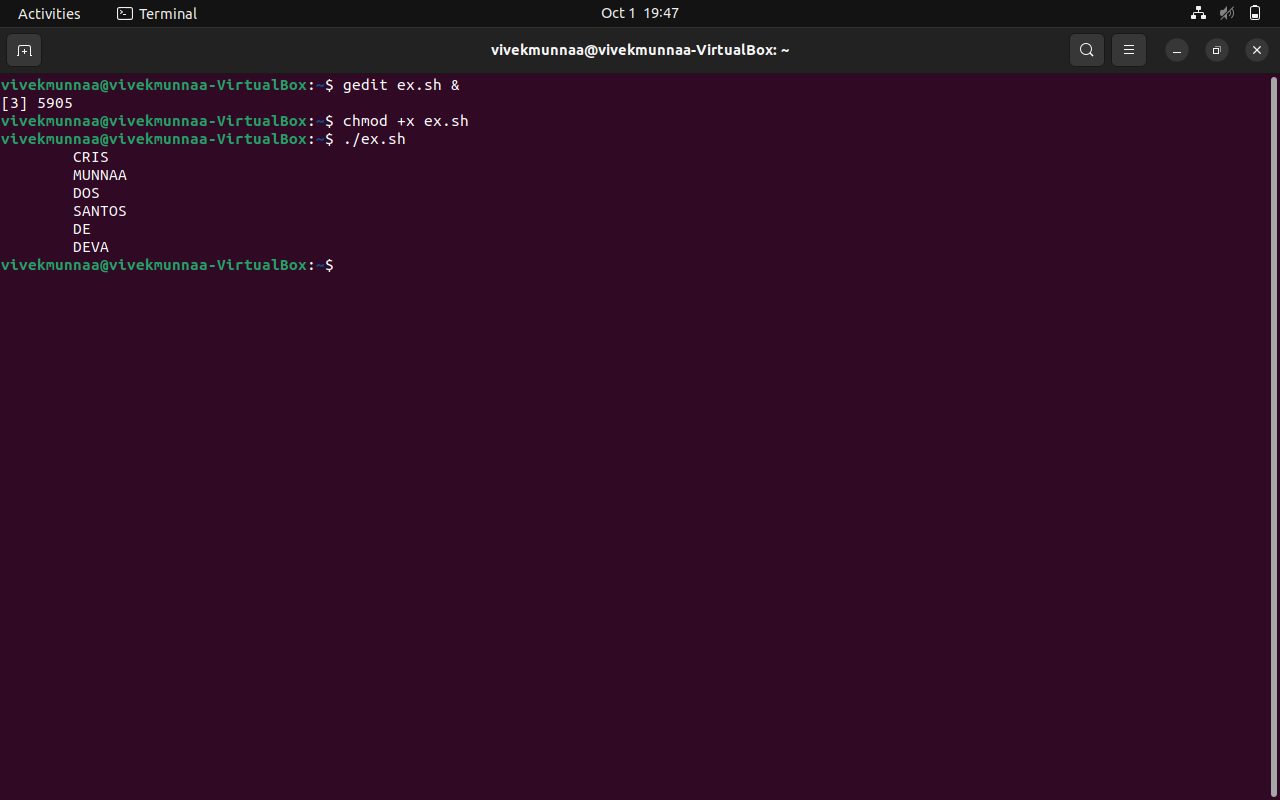 Activities Terminal Oct 1 19:47
vivekmunnaa@vivekmunnaa-VirtualBox: ~
vivekmunnaa@vivekmunnaa-VirtualBox:~$ gedit ex.sh &
[3] 5905
vivekmunnaa@vivekmunnaa-VirtualBox:~$ chmod +x ex.sh
vivekmunnaa@vivekmunnaa-VirtualBox:~$ ./ex.sh
CRIS
MUNNAA
DOS
SANTOS
DE
DEVA
vivekmunnaa@vivekmunnaa-VirtualBox:~$